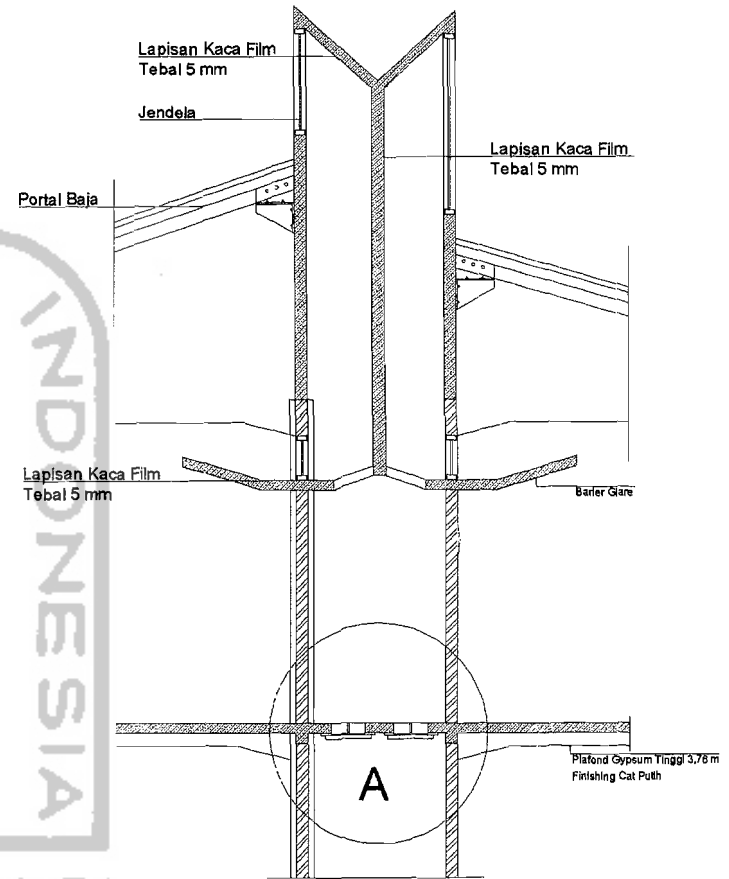 Lapisan Kaca Film
Tebal 5 mm
Jendela
Lapisan Kaca Film
Tebal 5 mm
Portal Baja
Lapisan Kaca Film
Tebal 5 mm
Barier Glare
Plafond Gypsum Tinggi 3,76 m
Finishing Cat Putih
A
INDONESIA